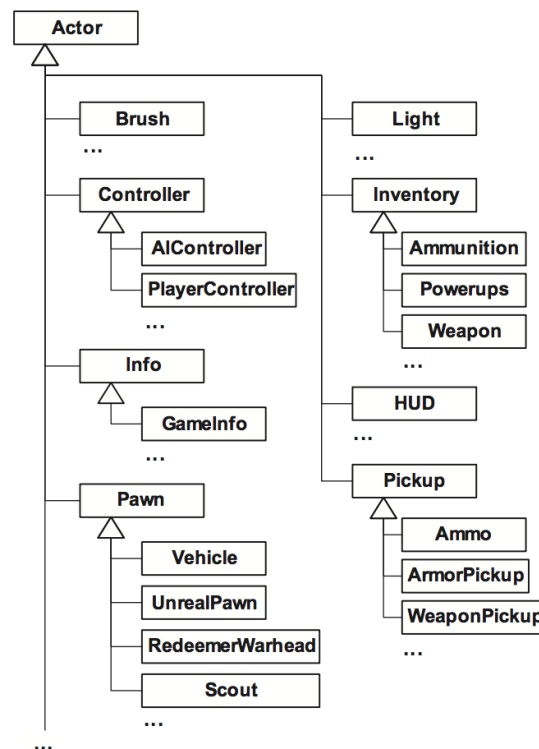 Actor
Brush
...
Controller
AIController
PlayerController
...
Info
GameInfo
...
Pawn
Vehicle
UnrealPawn
RedeemerWarhead
Scout
...
...
Light
...
Inventory
Ammunition
Powerups
Weapon
...
HUD
...
Pickup
Ammo
ArmorPickup
WeaponPickup
...